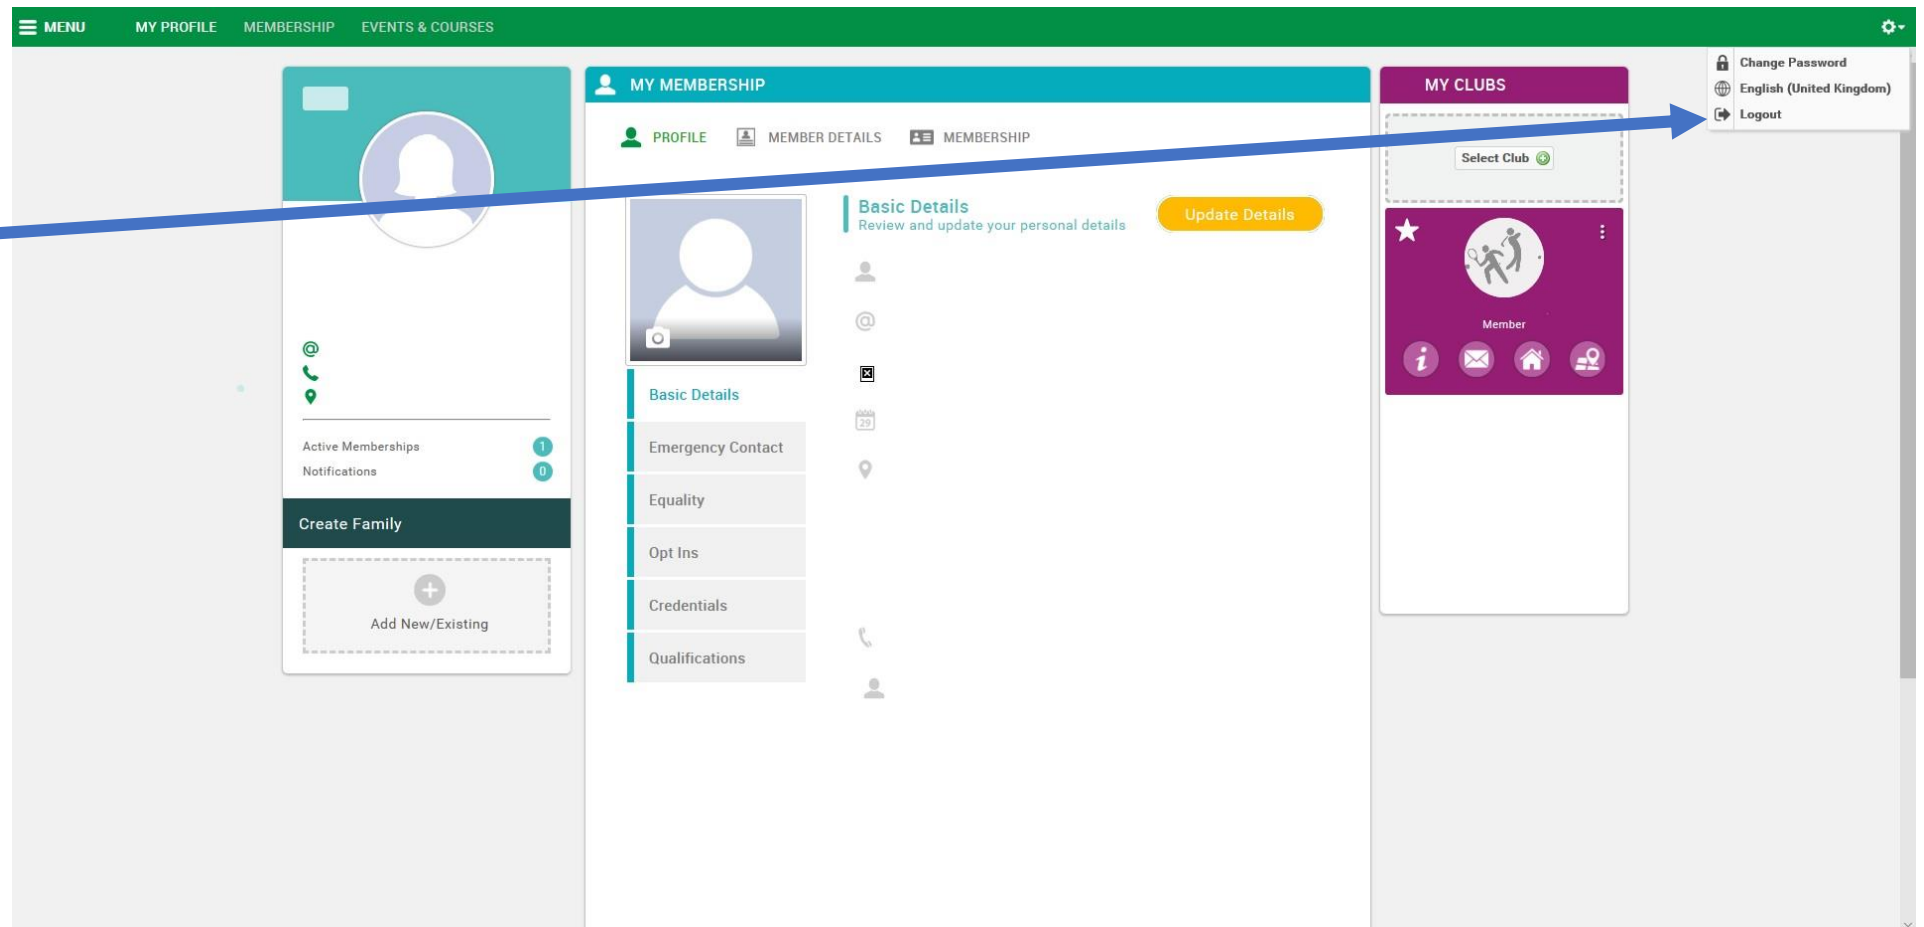 MENU
MY PROFILE
MEMBERSHIP
EVENTS & COURSES
Change Password
English (United Kingdom)
Logout
Active Memberships 1
Notifications 0
Create Family
Add New/Existing
MY MEMBERSHIP
PROFILE
MEMBER DETAILS
MEMBERSHIP
Basic Details
Review and update your personal details
Update Details
29
Basic Details
Emergency Contact
Equality
Opt Ins
Credentials
Qualifications
MY CLUBS
Select Club
Member